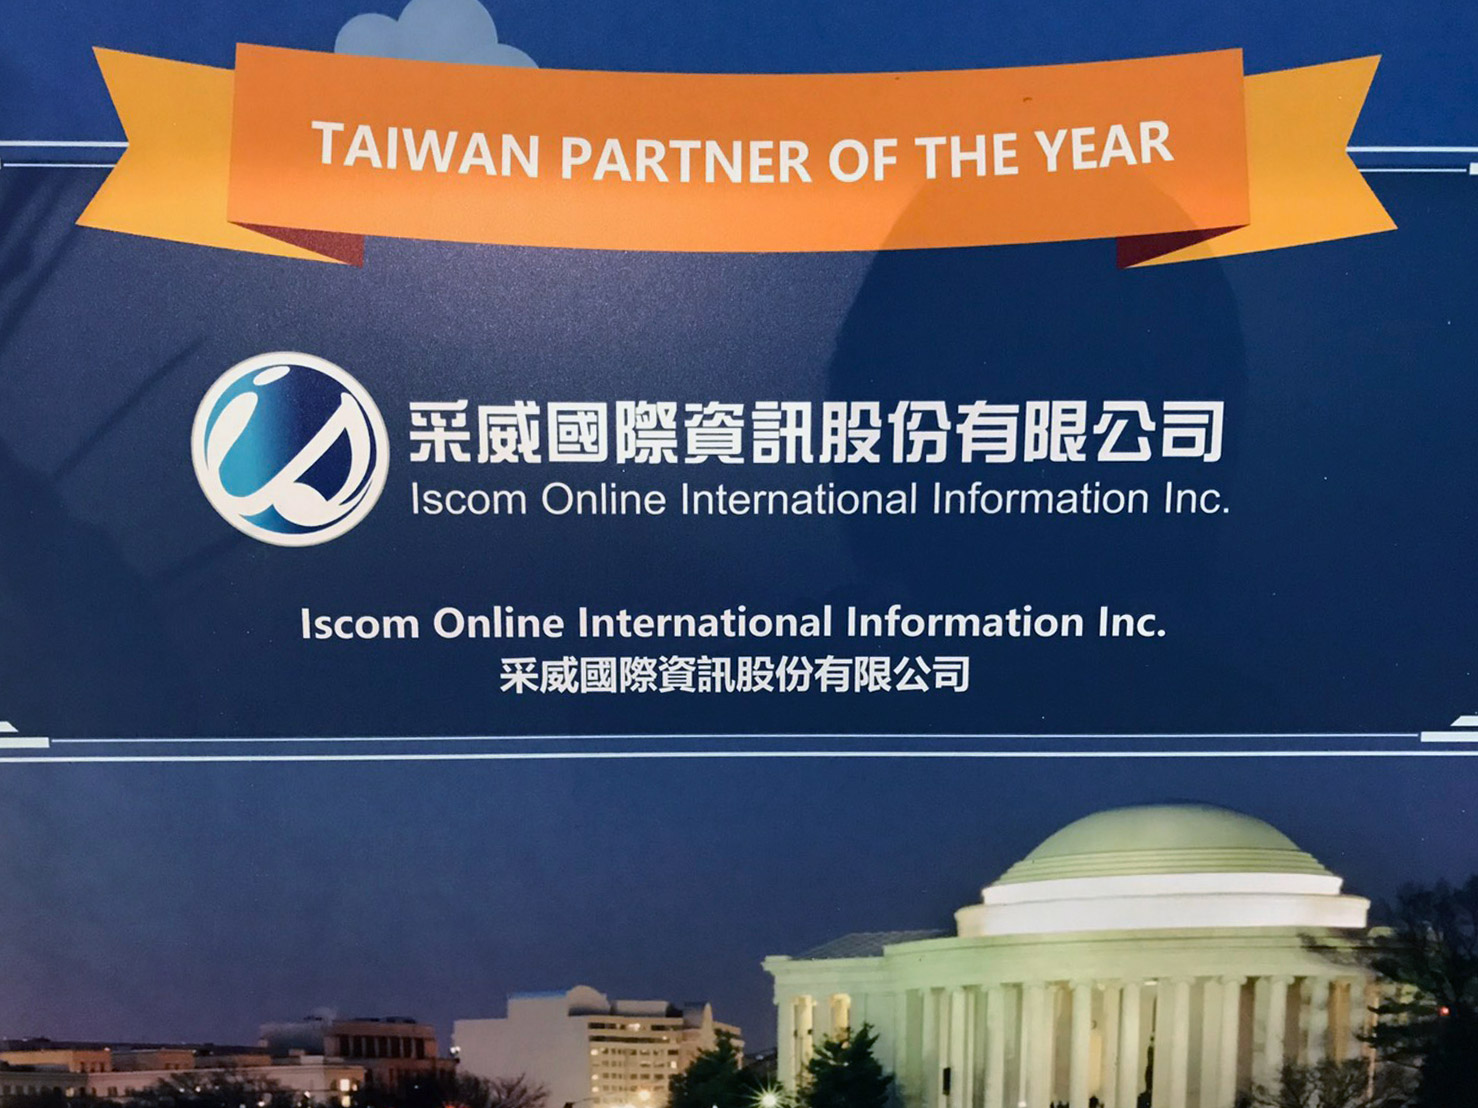 TAIWAN PARTNER OF THE YEAR
采威國際資訊股份有限公司
Iscom Online International Information Inc.
Iscom Online International Information Inc.
采威國際資訊股份有限公司